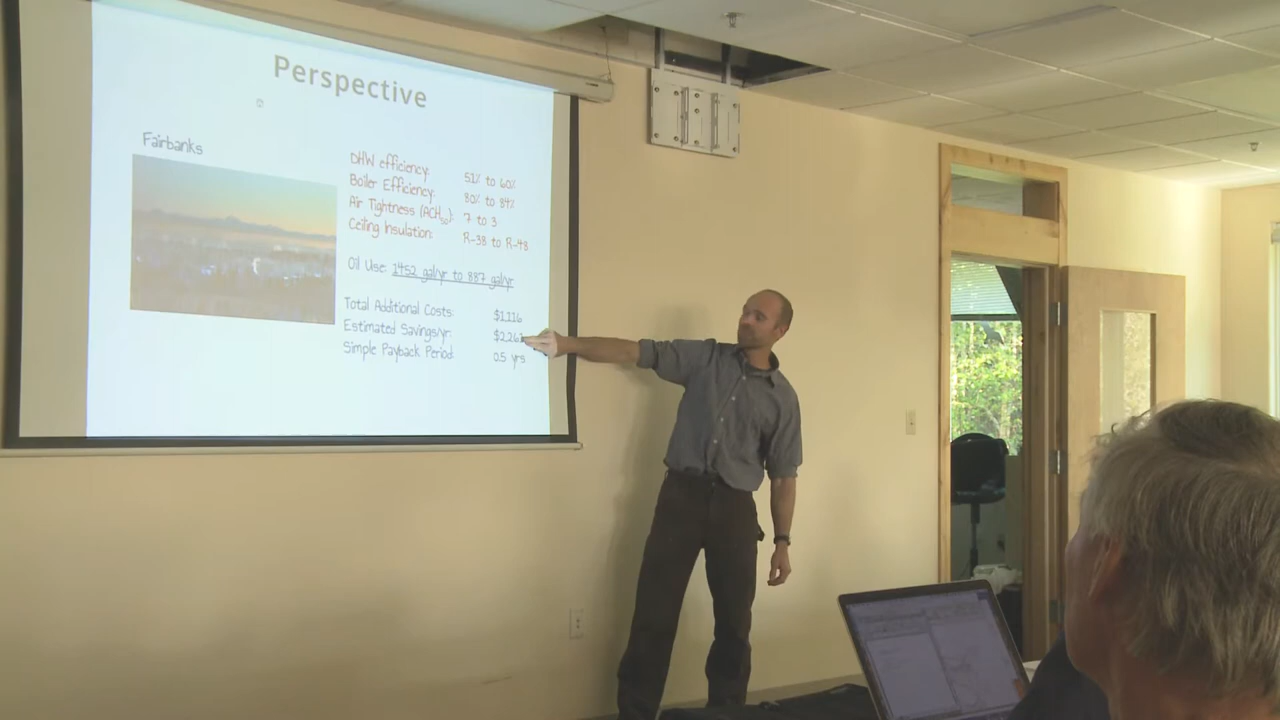 Perspective
Fairbanks
DHW efficiency: 51% to 60%
Boiler Efficiency: 80% to 84%
Air Tightness (ACH50): 7 to 3
Ceiling Insulation: R-38 to R-48
Oil Use: 1452 gal/yr to 887 gal/yr
Total Additional Costs: $1,116
Estimated Savings/yr:
Simple Payback Period: 0.5 yrs